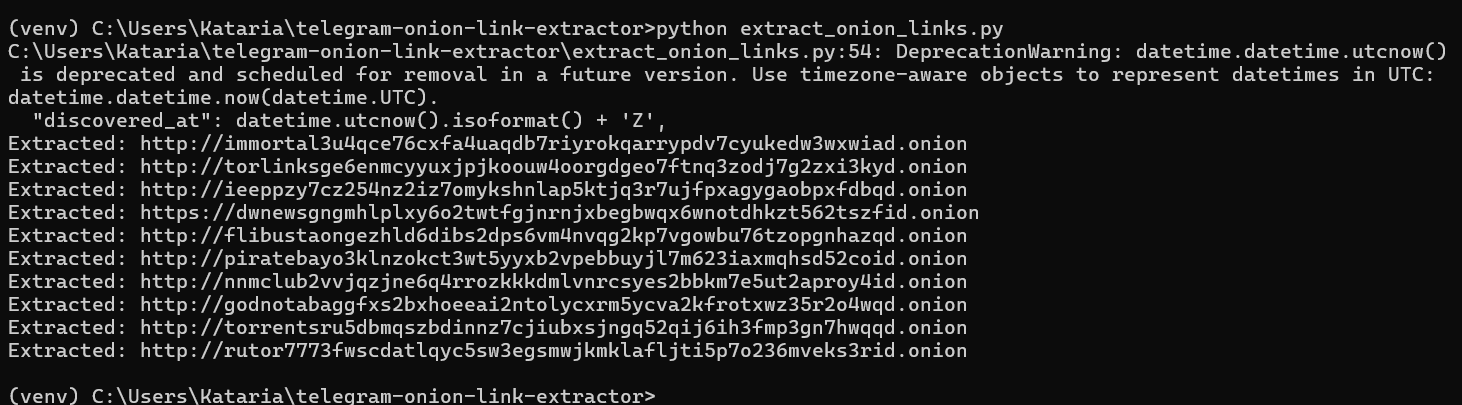 (venv) C:\Users\Kataria\telegram-onion-link-extractor>python extract_onion_links.py
C:\Users\Kataria\telegram-onion-link-extractor\extract_onion_links.py:54: DeprecationWarning: datetime.datetime.utcnow()
 is deprecated and scheduled for removal in a future version. Use timezone-aware objects to represent datetimes in UTC:
datetime.datetime.now(datetime.UTC).
  "discovered_at": datetime.utcnow().isoformat() + 'Z',
Extracted: http://immortal3u4qce76cxfa4uaqdb7riyrokqarrypdv7cyukedw3wxwiad.onion
Extracted: http://torlinksge6enmcyyuxjpjkoouw4oorgdgeo7ftnq3zodj7g2zxi3kyd.onion
Extracted: http://ieeppzy7cz254nz2iz7omykshnlap5ktjq3r7ujfpxagygaobpxfdbqd.onion
Extracted: https://dwnewsgngmhlplxy6o2twtfgjnrnjxbegbwqx6wnotdhkzt562tszfid.onion
Extracted: http://flibustaongezhld6dibs2dps6vm4nvqg2kp7vgowbu76tzopgnhazqd.onion
Extracted: http://piratebayo3klnzokct3wt5yyxb2vpebbuyjl7m623iaxmqhsd52coid.onion
Extracted: http://nnmclub2vvjqzjne6q4rrozkkkdmlvnrcsyes2bbkm7e5ut2aproy4id.onion
Extracted: http://godnotabaggfxs2bxhoeeai2ntolycxrm5ycva2kfrotxwz35r2o4wqd.onion
Extracted: http://torrentsru5dbmqszbdinnz7cjiubxsjngq52qij6ih3fmp3gn7hwqqd.onion
Extracted: http://rutor7773fwscdatlqyc5sw3egsmwjkmklafljti5p7o236mveks3rid.onion
(venv) C:\Users\Kataria\telegram-onion-link-extractor>